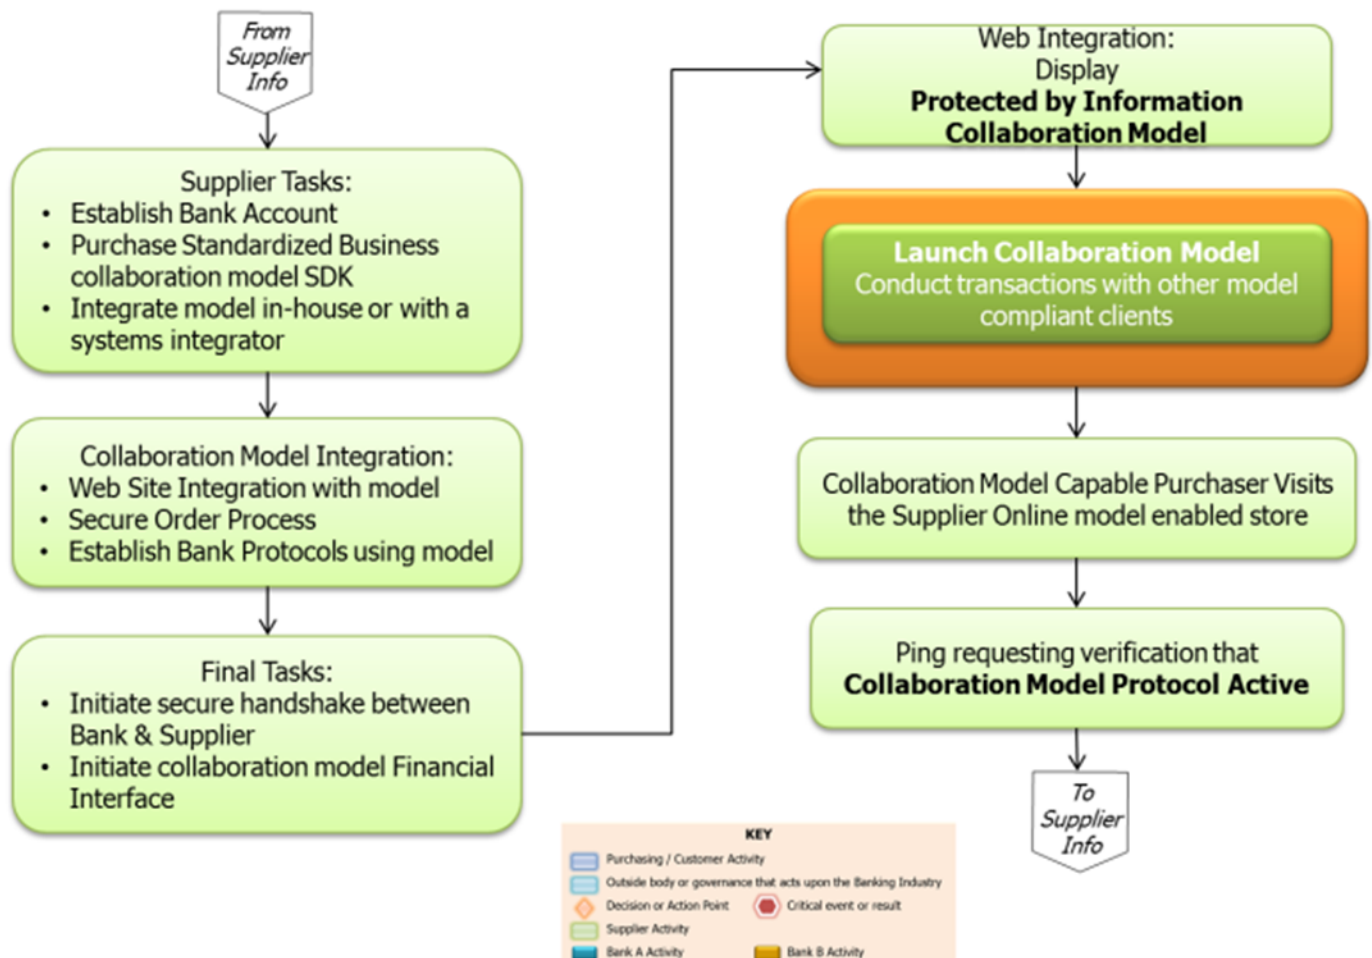 From
Supplier
Info
Supplier Tasks:
• Establish Bank Account
• Purchase Standardized Business
collaboration model SDK
• Integrate model in-house or with a
systems integrator
Collaboration Model Integration:
• Web Site Integration with model
• Secure Order Process
• Establish Bank Protocols using model
Final Tasks:
• Initiate secure handshake between
Bank & Supplier
• Initiate collaboration model Financial
Interface
Web Integration:
Display
Protected by Information
Collaboration Model
Launch Collaboration Model
Conduct transactions with other model
compliant clients
Collaboration Model Capable Purchaser Visits
the Supplier Online model enabled store
Ping requesting verification that
Collaboration Model Protocol Active
To
Supplier
Info
KEY
Purchasing / Customer Activity
Outside body or governance that acts upon the Banking Industry
Decision or Action Point
Critical event or result
Supplier Activity
Bank A Activity
Bank B Activity